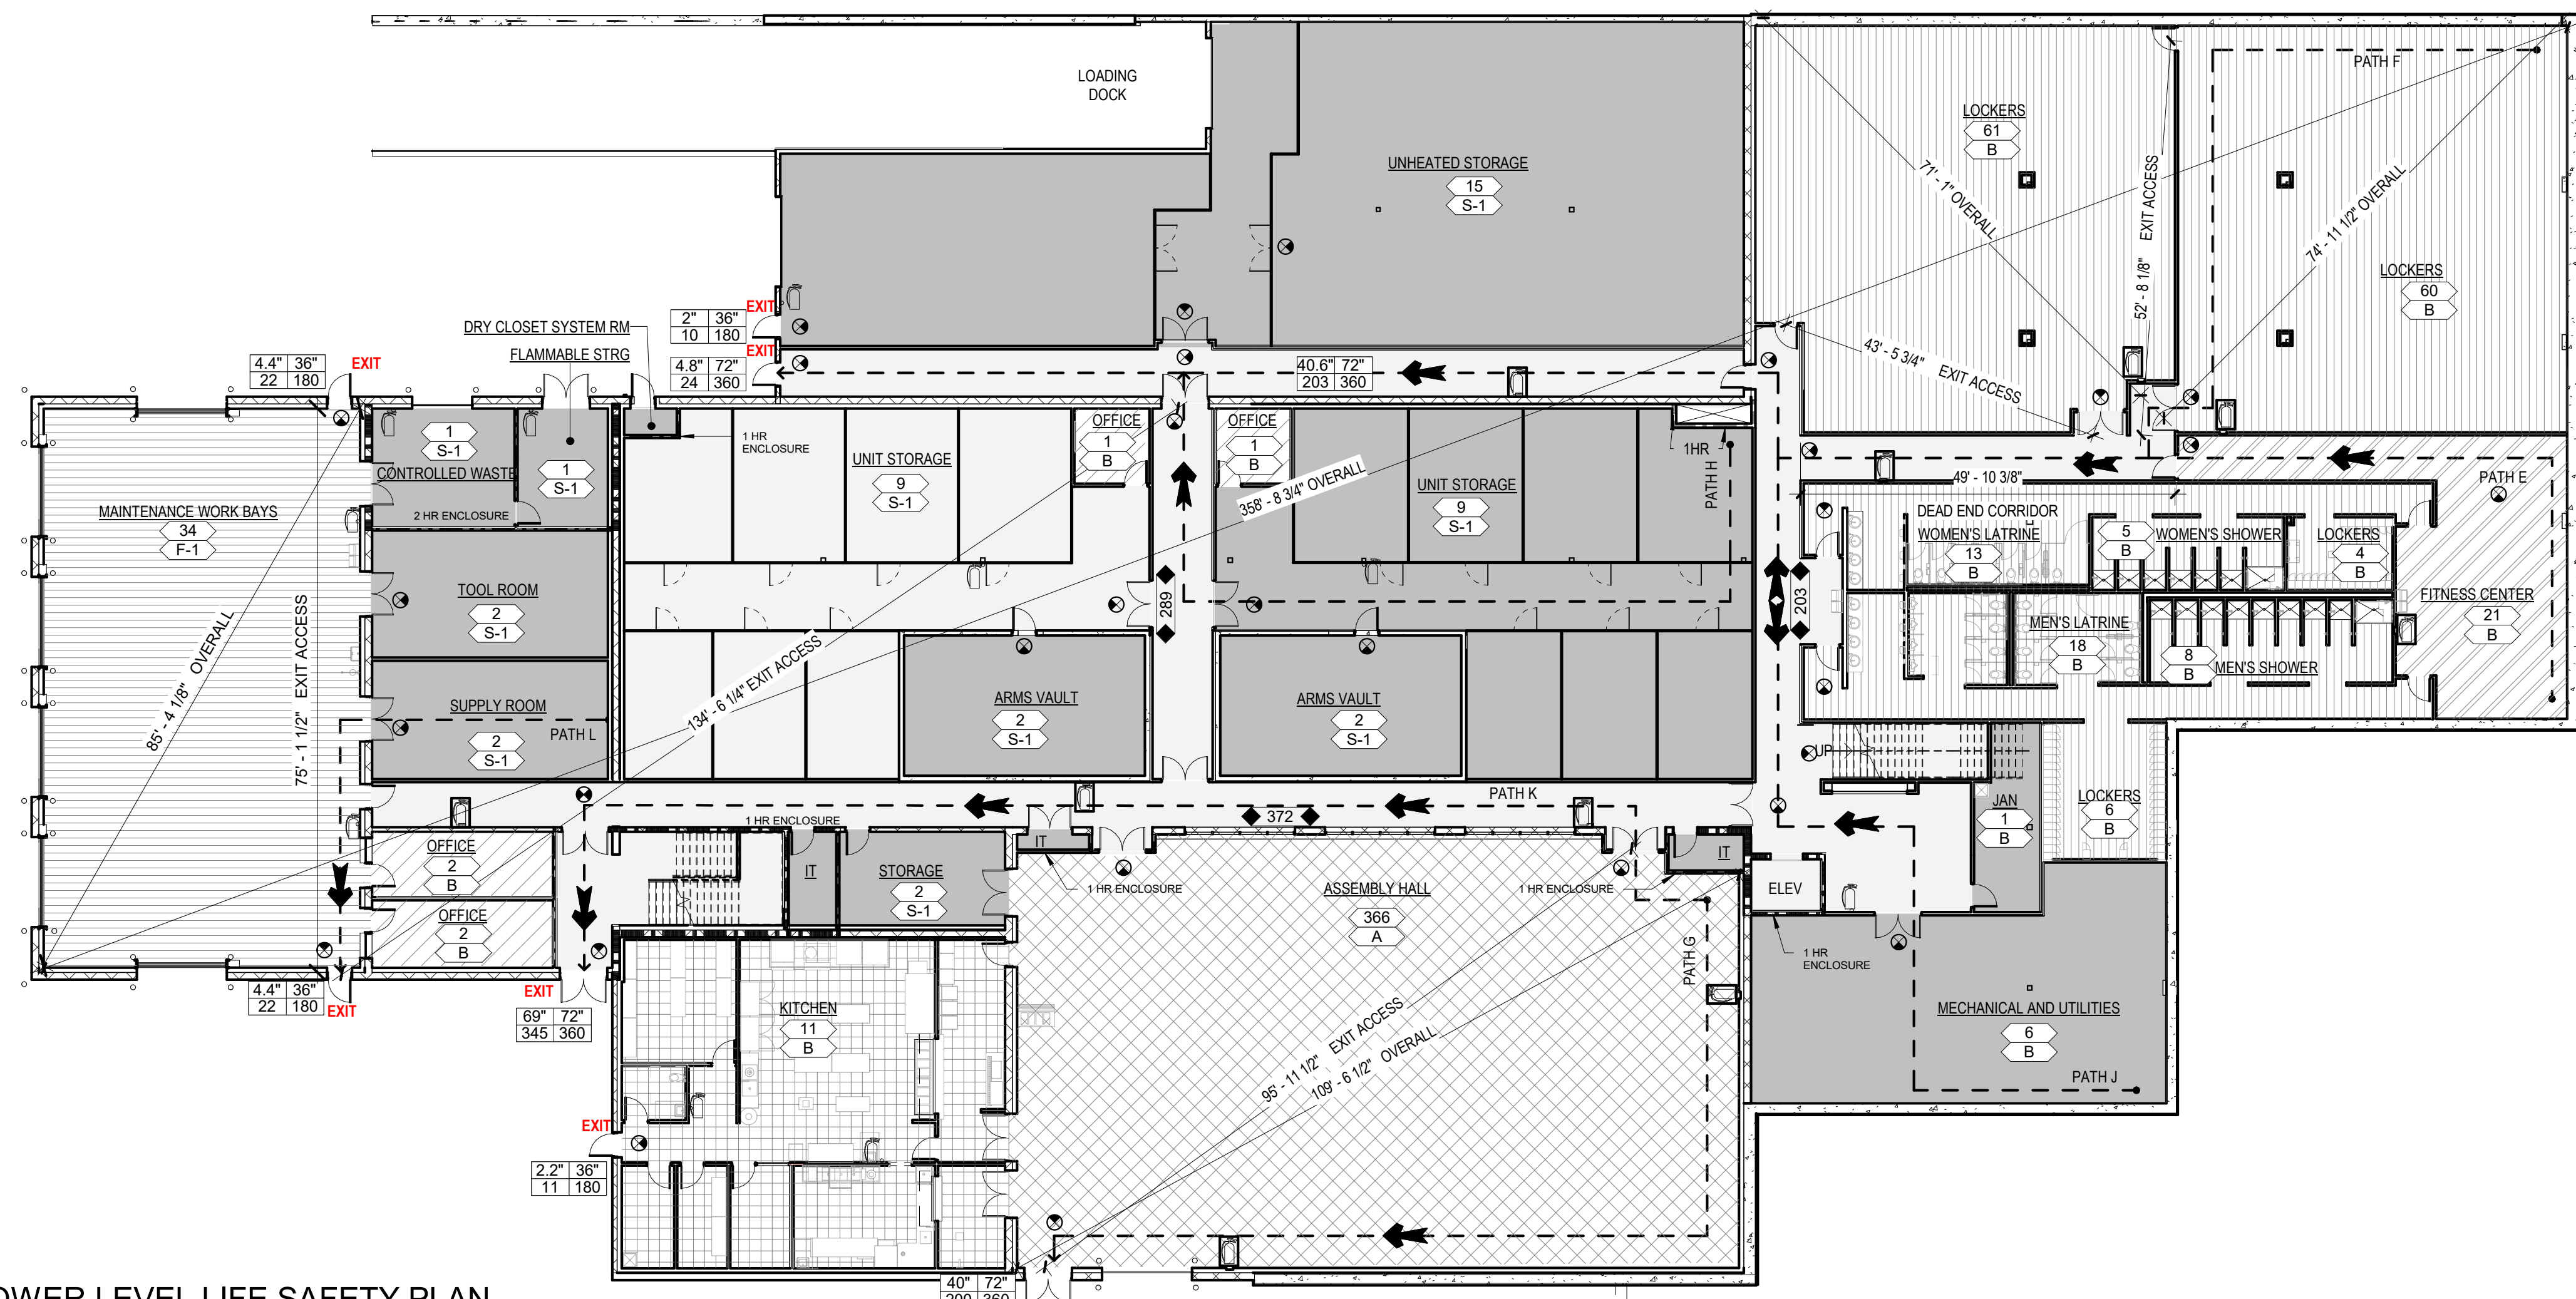 LOADING
DOCK
UNHEATED STORAGE
15
S-1
LOCKERS
61
B
PATH F
71' - 1" OVERALL
52' - 8 1/8" EXIT ACCESS
74' - 11 1/2" OVERALL
LOCKERS
60
B
43' - 5 3/4" EXIT ACCESS
EXIT
2" 36"
10 180
EXIT
4.8" 72"
24 360
40.6" 72"
203 360
DRY CLOSET SYSTEM RM
FLAMMABLE STRG
4.4" 36"
22 180
EXIT
1
S-1
CONTROLLED WASTE
1
S-1
2 HR ENCLOSURE
1 HR
ENCLOSURE
UNIT STORAGE
9
S-1
OFFICE
1
B
OFFICE
1
B
358' - 8 3/4" OVERALL
UNIT STORAGE
9
S-1
1HR
PATH H
49' - 10 3/8"
DEAD END CORRIDOR
PATH E
MAINTENANCE WORK BAYS
34
F-1
85' - 4 1/8" OVERALL
75' - 1 1/2" EXIT ACCESS
TOOL ROOM
2
S-1
SUPPLY ROOM
2
S-1
PATH L
134' - 6 1/4" EXIT ACCESS
289
203
WOMEN'S LATRINE
13
B
5
B
WOMEN'S SHOWER
LOCKERS
4
B
FITNESS CENTER
21
B
MEN'S LATRINE
18
B
8
B
MEN'S SHOWER
ARMS VAULT
2
S-1
ARMS VAULT
2
S-1
UP
JAN
1
B
LOCKERS
6
B
PATH K
372
1 HR ENCLOSURE
OFFICE
2
B
OFFICE
2
B
IT
STORAGE
2
S-1
IT
1 HR ENCLOSURE
ASSEMBLY HALL
366
A
1 HR ENCLOSURE
IT
ELEV
1 HR
ENCLOSURE
PATH G
MECHANICAL AND UTILITIES
6
B
PATH J
4.4" 36"
22 180
EXIT
EXIT
69" 72"
345 360
KITCHEN
11
B
95' - 11 1/2" EXIT ACCESS
109' - 6 1/2" OVERALL
EXIT
2.2" 36"
11 180
40" 72"
200 360
OWER LEVEL LIFE SAFETY PLAN